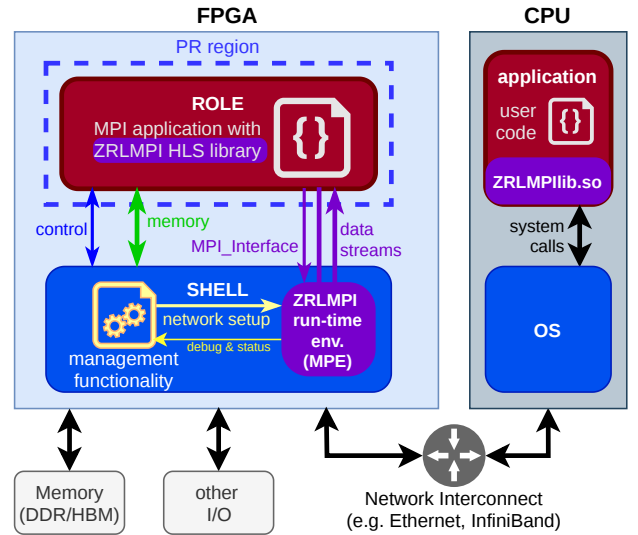 FPGA
CPU
PR region
ROLE
MPI application with
ZRLMPI HLS library
{}
application
user
code
{}
ZRLMPIlib.so
control
memory
MPI_Interface
data
streams
system
calls
SHELL
network setup
debug & status
management
functionality
ZRLMPI
run-time
env.
(MPE)
OS
Memory
(DDR/HBM)
other
I/O
Network Interconnect
(e.g. Ethernet, InfiniBand)